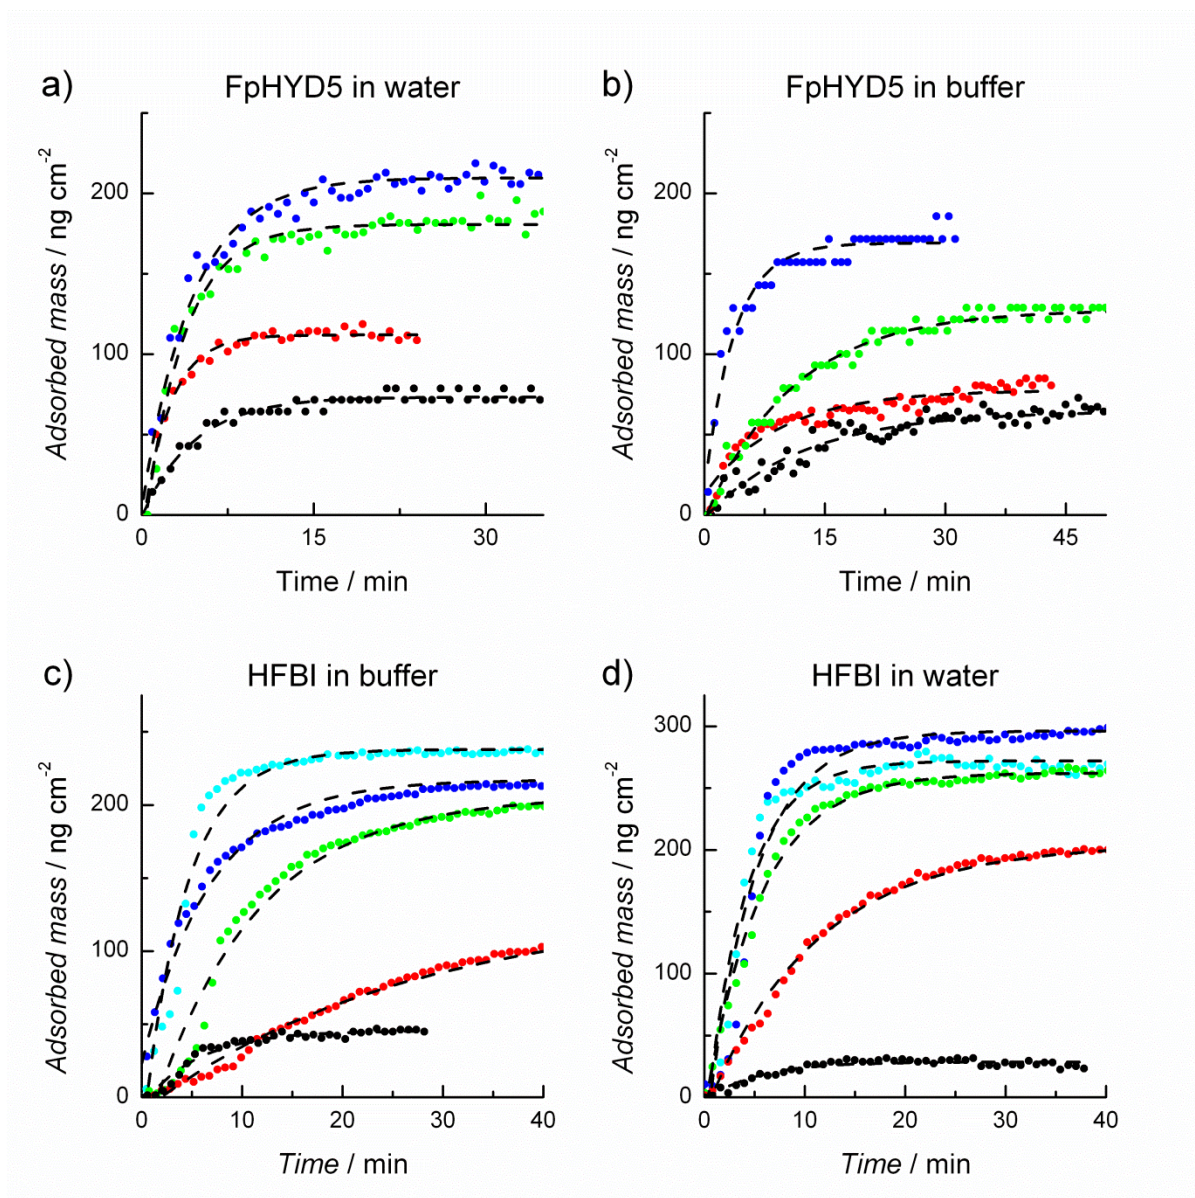 a)
FpHYD5 in water
Adsorbed mass / ng cm⁻²
200
100
0
0 15 30
Time / min
b)
FpHYD5 in buffer
Adsorbed mass / ng cm⁻²
200
100
0
0 15 30 45
Time / min
c)
HFBI in buffer
Adsorbed mass / ng cm⁻²
200
100
0
0 10 20 30 40
Time / min
d)
HFBI in water
Adsorbed mass / ng cm⁻²
300
200
100
0
0 10 20 30 40
Time / min